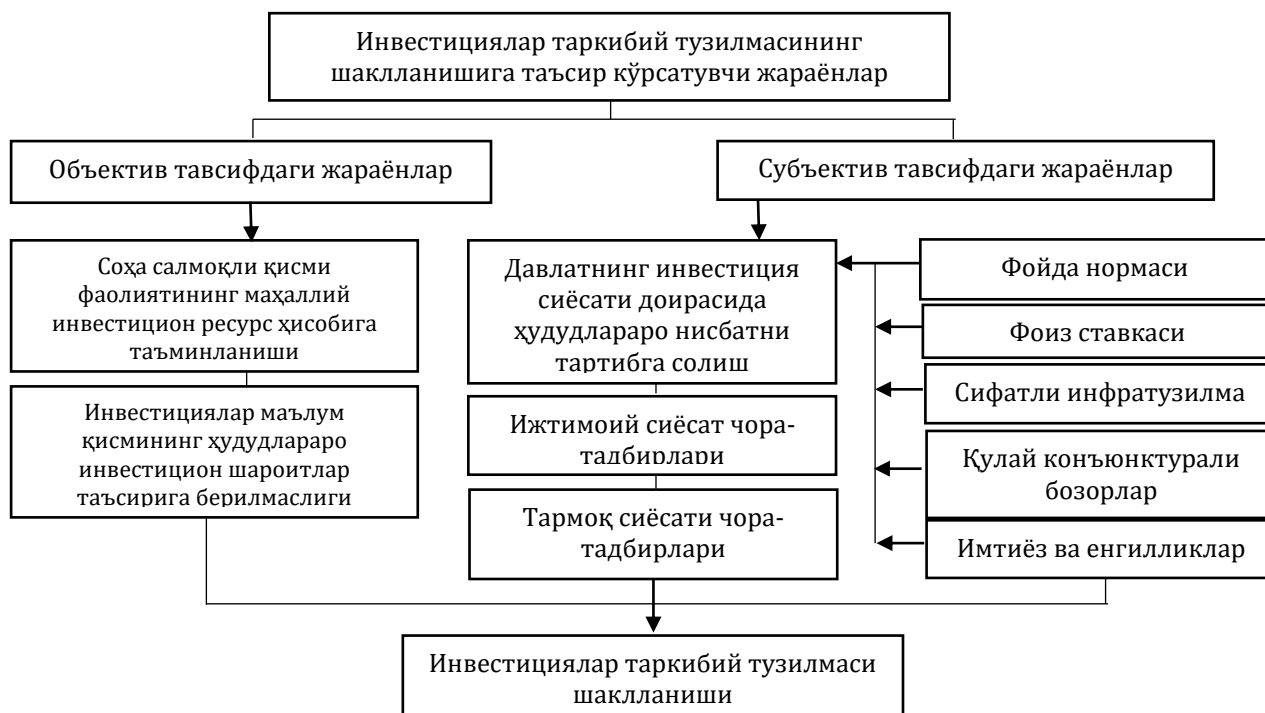 Инвестициялар таркибий тузилмасининг
шаклланишига таъсир кўрсатувчи жараёнлар
Объектив тавсифдаги жараёнлар
Субъектив тавсифдаги жараёнлар
Соҳа салмоқли қисми
фаолиятининг маҳаллий
инвестицион ресурс ҳисобига
таъминланиши
Инвестициялар маълум
қисмининг ҳудудлараро
инвестицион шароитлар
таъсирига берилмаслиги
Давлатнинг инвестиция
сиёсати доирасида
ҳудудлараро нисбатни
тартибга солиш
Ижтимоий сиёсат чора-
тадбирлари
Тармоқ сиёсати чора-
тадбирлари
Фойда нормаси
Фоиз ставкаси
Сифатли инфратузилма
Қулай конъюнктурали
бозорлар
Имтиёз ва енгилликлар
Инвестициялар таркибий тузилмаси
шаклланиши